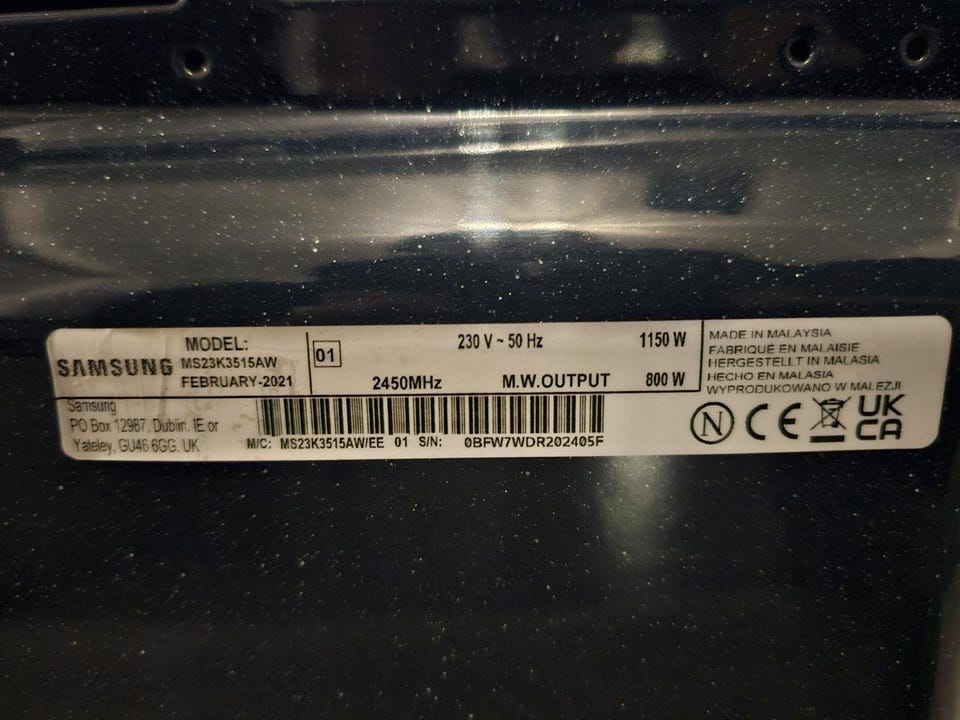 SAMSUNG
MODEL:
MS23K3515AW
FEBRUARY-2021
01
230 V ~ 50 Hz 1150 W
2450MHz M.W.OUTPUT 800 W
MADE IN MALAYSIA
FABRIQUÉ EN MALAISIE
HERGESTELLT IN MALASIA
HECHO EN MALASIA
WYPRODUKOWANO W MALEZJI
Samsung
PO Box 12987, Dublin. IE or
Yateley, GU46 6GG. UK
M/C: MS23K3515AW/EE 01 S/N: 0BFW7WDR202405F
N CE UK
CA